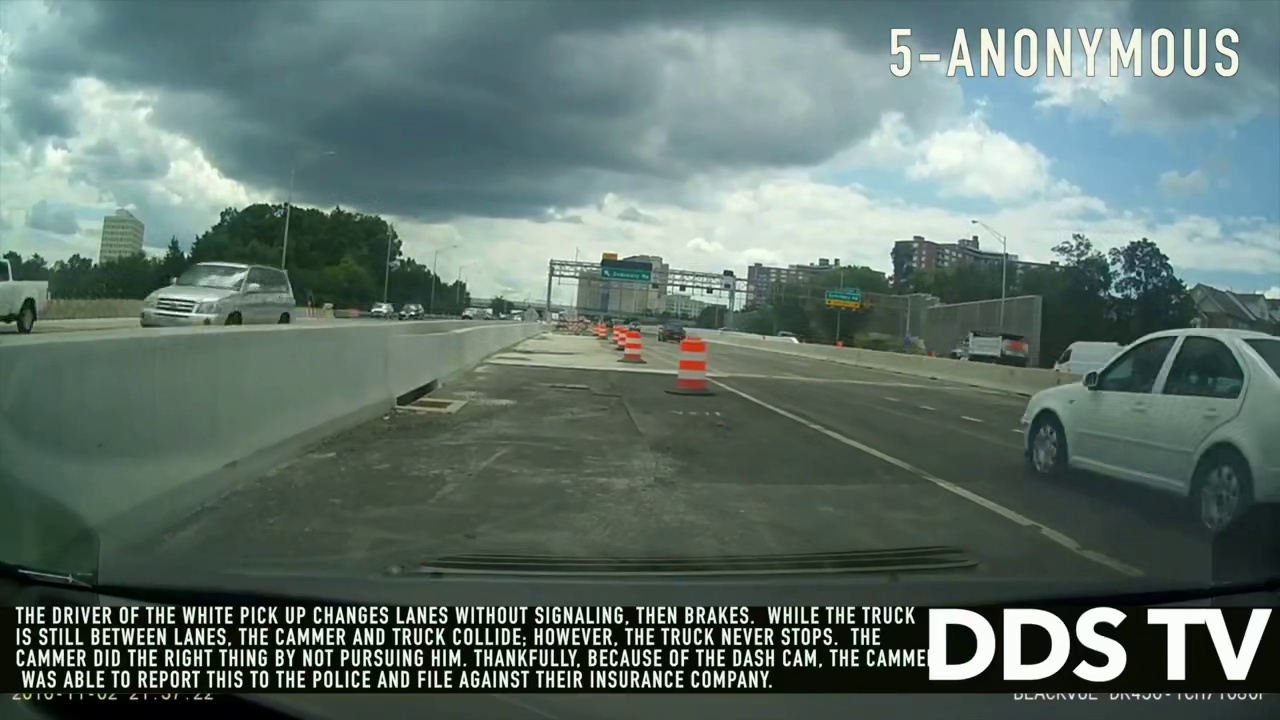 5-ANONYMOUS
THE DRIVER OF THE WHITE PICK UP CHANGES LANES WITHOUT SIGNALING, THEN BRAKES. WHILE THE TRUCK
IS STILL BETWEEN LANES, THE CAMMER AND TRUCK COLLIDE; HOWEVER, THE TRUCK NEVER STOPS. THE
CAMMER DID THE RIGHT THING BY NOT PURSUING HIM. THANKFULLY, BECAUSE OF THE DASH CAM, THE CAMME
WAS ABLE TO REPORT THIS TO THE POLICE AND FILE AGAINST THEIR INSURANCE COMPANY.
DDS TV